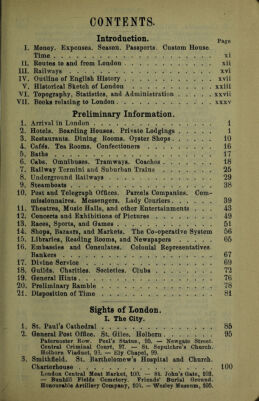 CONTENTS.
Introduction.
Page
I. Money. Expenses. Season. Passports. Custom House.
Time . . . . . . . . . . . . xi
II. Routes to and from London . . . . . . . . xii
III. Railways . . . . . . . . . . . . xvi
IV. Outline of English History . . . . . . . . xvii
V. Historical Sketch of London . . . . . . . . xxiii
VI. Topography, Statistics, and Administration . . . . . xxvii
VII. Books relating to London . . . . . . . . xxxv
Preliminary Information.
1. Arrival in London . . . . . . . . . . 1
2. Hotels. Boarding Houses. Private Lodgings . . . . 1
3. Restaurants. Dining Rooms. Oyster Shops . . . . . 10
4. Cafés. Tea Rooms. Confectioners . . . . . . 16
5. Baths . . . . . . . . . . . . 17
6. Cabs. Omnibuses. Tramways. Coaches . . . . . . 18
7. Railway Termini and Suburban Trains . . . . . . 25
8. Underground Railways . . . . . . . . . 29
9. Steamboats . . . . . . . . . . . 38
10. Post and Telegraph Offices. Parcels Companies. Com-
missionnaires. Messengers. Lady Couriers . . . . . 39
11. Theatres, Music Halls, and other Entertainments . . . 43
12. Concerts and Exhibitions of Pictures . . . . . . 49
13. Races, Sports, and Games . . . . . . . . 51
14. Shops, Bazaars, and Markets. The Co-operative System 56
15. Libraries, Reading Rooms, and Newspapers . . . . 65
16. Embassies and Consulates. Colonial Representatives.
Bankers . . . . . . . . . . . . 67
17. Divine Service . . . . . . . . . . . 69
18. Guilds. Charities. Societies. Clubs . . . . . . 72
19. General Hints . . . . . . . . . . . 76
20. Preliminary Ramble . . . . . . . . . . 78
21. Disposition of Time . . . . . . . . . . 81
Sights of London.
I. The City.
1. St. Paul's Cathedral . . . . . . . . . . 85
2. General Post Office. St. Giles. Holborn . . . . . . 95
Paternoster Row. Peel's Statue, 95. — Newgate Street.
Central Criminal Court, 97. — St. Sepulchre's Church.
Holborn Viaduct, 98. — Ely Chapel, 99.
3. Smithfield. St. Bartholomew's Hospital and Church.
Charterhouse . . . . . . . . . . . 100
London Central Meat Market, 100. — St. John's Gate, 103.
— Bunhill Fields Cemetery. Friends' Burial Ground.
Honourable Artillery Company, 104. — Wesley Museum, 105.